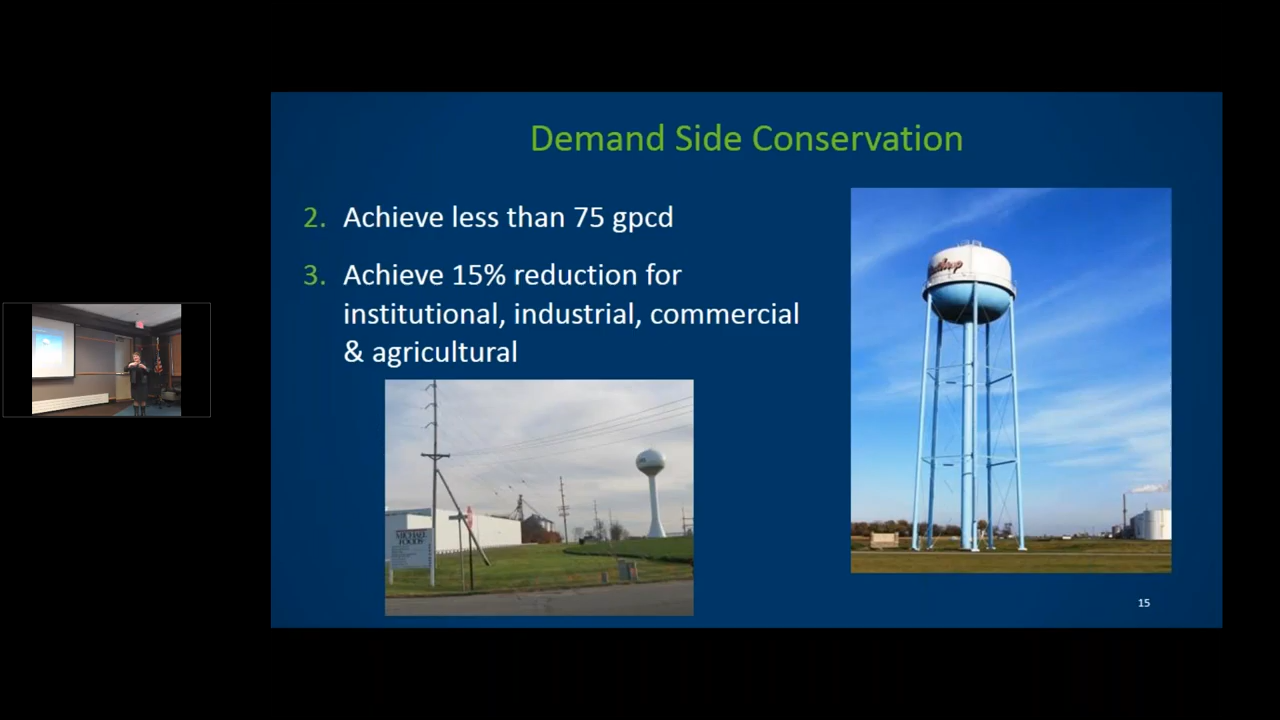 Demand Side Conservation
2. Achieve less than 75 gpcd
3. Achieve 15% reduction for
institutional, industrial, commercial
& agricultural
MICHAEL
FOODS
15